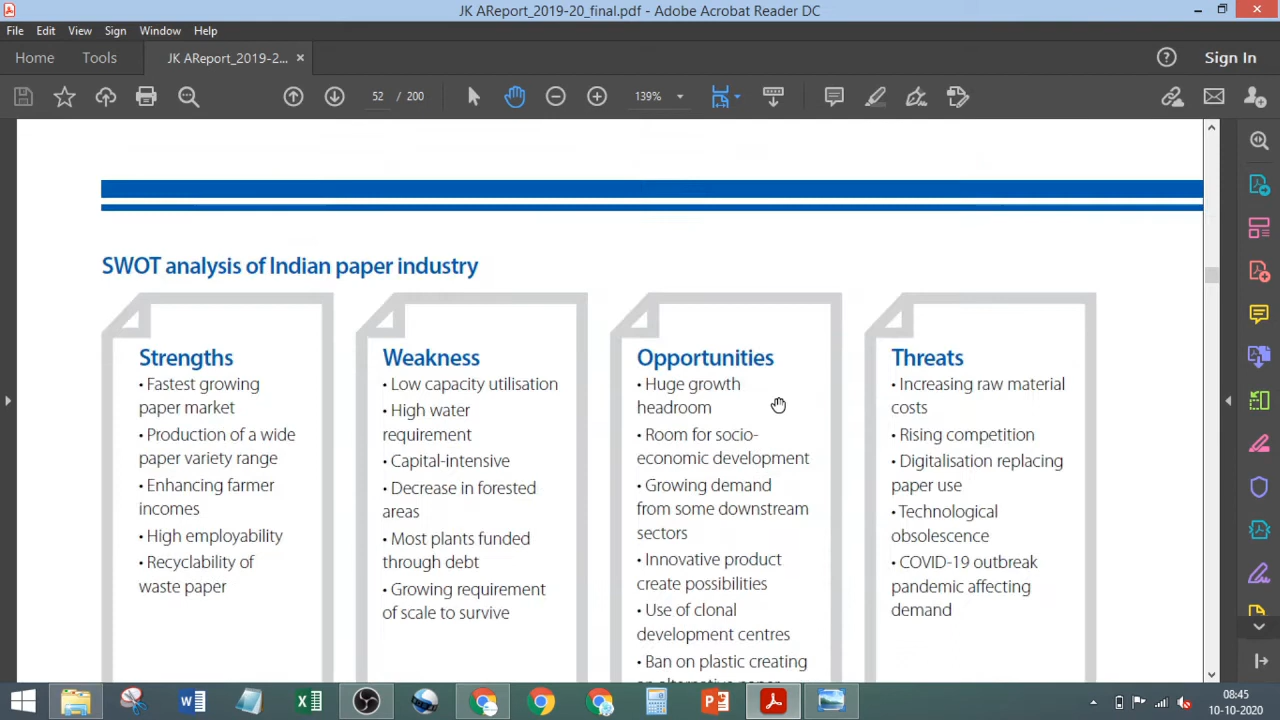 JK AReport_2019-20_final.pdf - Adobe Acrobat Reader DC
File Edit View Sign Window Help
Home Tools JK AReport_2019-2... × Sign In
52 / 200 139%
SWOT analysis of Indian paper industry
Strengths
• Fastest growing
paper market
• Production of a wide
paper variety range
• Enhancing farmer
incomes
• High employability
• Recyclability of
waste paper
Weakness
• Low capacity utilisation
• High water
requirement
• Capital-intensive
• Decrease in forested
areas
• Most plants funded
through debt
• Growing requirement
of scale to survive
Opportunities
• Huge growth
headroom
• Room for socio-
economic development
• Growing demand
from some downstream
sectors
• Innovative product
create possibilities
• Use of clonal
development centres
• Ban on plastic creating
Threats
• Increasing raw material
costs
• Rising competition
• Digitalisation replacing
paper use
• Technological
obsolescence
• COVID-19 outbreak
pandemic affecting
demand
08:45
10-10-2020